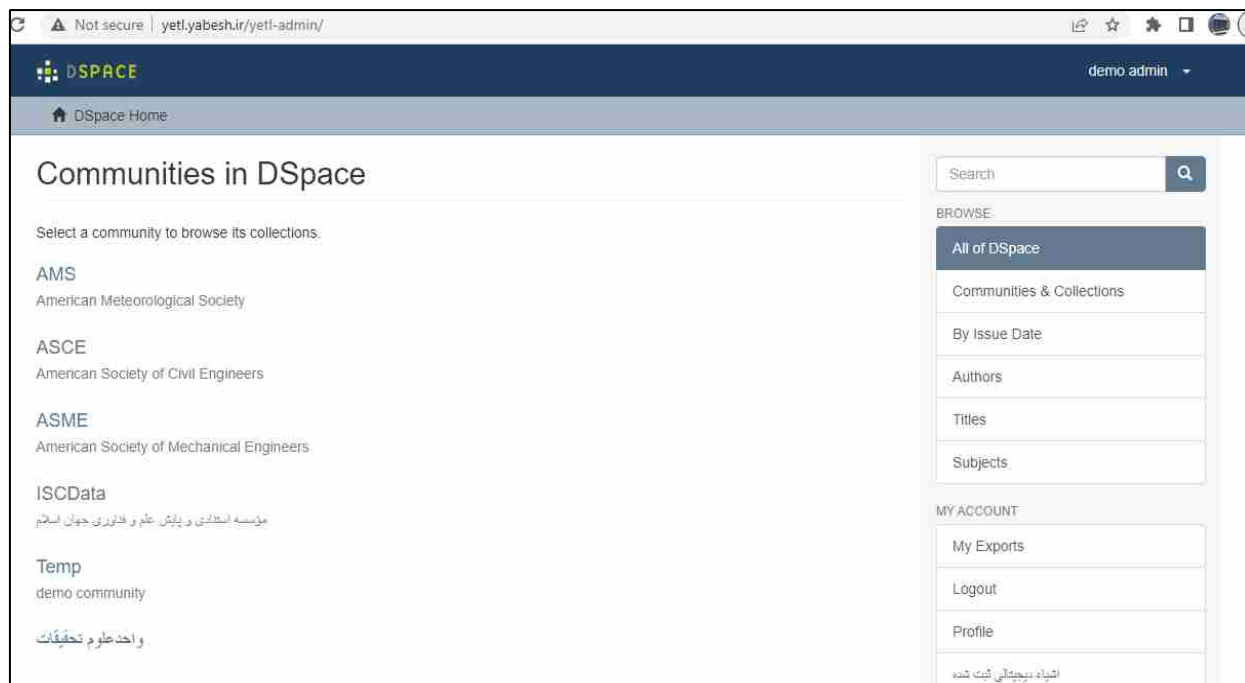 Not secure | yetl.yabesh.ir/yetl-admin/
DSPACE
demo admin
DSpace Home
Communities in DSpace
Select a community to browse its collections.
AMS
American Meteorological Society
ASCE
American Society of Civil Engineers
ASME
American Society of Mechanical Engineers
ISCData
مؤسسه استنادی و پایش علم و فناوری جهان اسلام
Temp
demo community
واحدعلوم تحقیقات
Search
BROWSE
All of DSpace
Communities & Collections
By Issue Date
Authors
Titles
Subjects
MY ACCOUNT
My Exports
Logout
Profile
اشیاء دیجیتالی ثبت شده